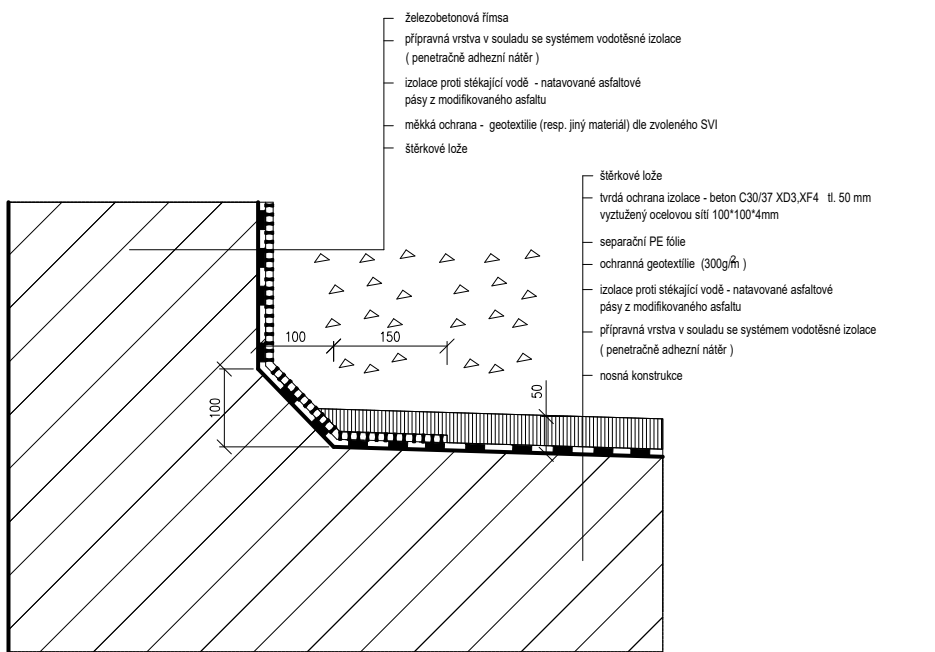 železobetonová římsa
přípravná vrstva v souladu se systémem vodotěsné izolace
( penetračně adhezní nátěr )
izolace proti stékající vodě - natavované asfaltové
pásy z modifikovaného asfaltu
měkká ochrana - geotextilie (resp. jiný materiál) dle zvoleného SVI
štěrkové lože
štěrkové lože
tvrdá ochrana izolace - beton C30/37 XD3,XF4 tl. 50 mm
vyztužený ocelovou sítí 100*100*4mm
separační PE fólie
ochranná geotextílie (300g/m2)
izolace proti stékající vodě - natavované asfaltové
pásy z modifikovaného asfaltu
přípravná vrstva v souladu se systémem vodotěsné izolace
( penetračně adhezní nátěr )
nosná konstrukce
100
150
100
50